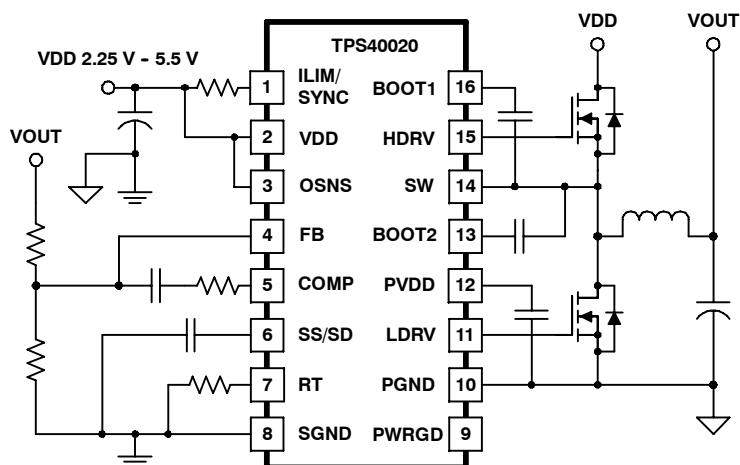 TPS40020
VDD 2.25 V - 5.5 V
VDD
VOUT
1 ILIM/SYNC
BOOT1 16
VOUT
2 VDD
HDRV 15
3 OSNS
SW 14
4 FB
BOOT2 13
5 COMP
PVDD 12
6 SS/SD
LDRV 11
7 RT
PGND 10
8 SGND
PWRGD 9